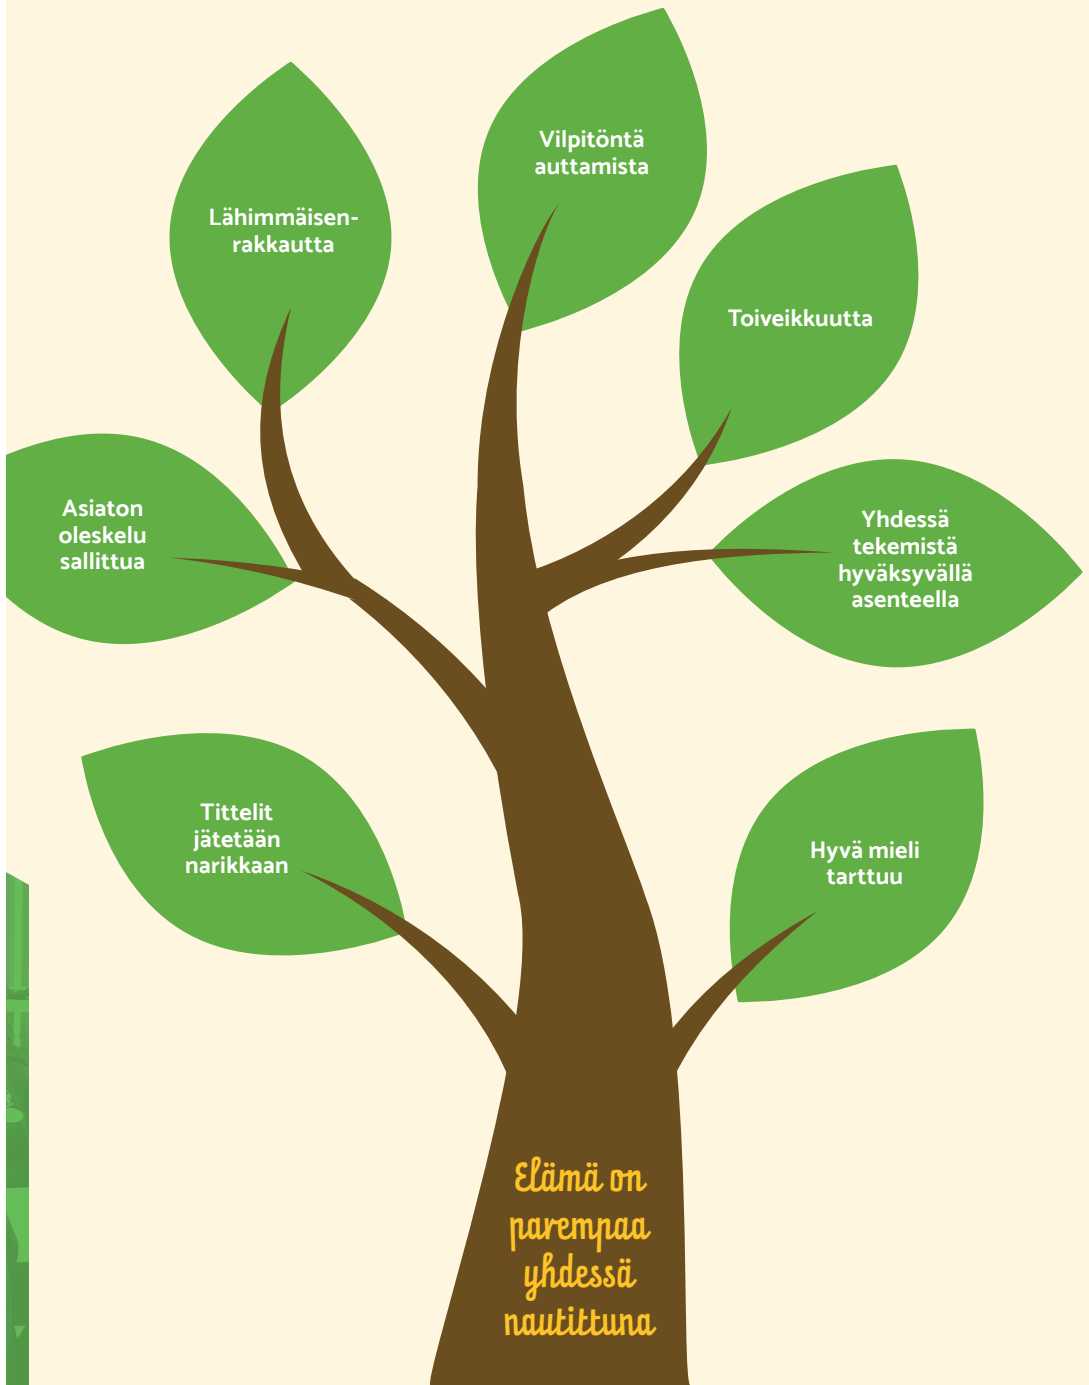 Vilpitöntä
auttamista
Lähimmäisen-
rakkautta
Toiveikkuutta
Asiaton
oleskelu
sallittua
Yhdessä
tekemistä
hyväksyvällä
asenteella
Tittelit
jätetään
narikkaan
Hyvä mieli
tarttuu
Elämä on
parempaa
yhdessä
nautittuna